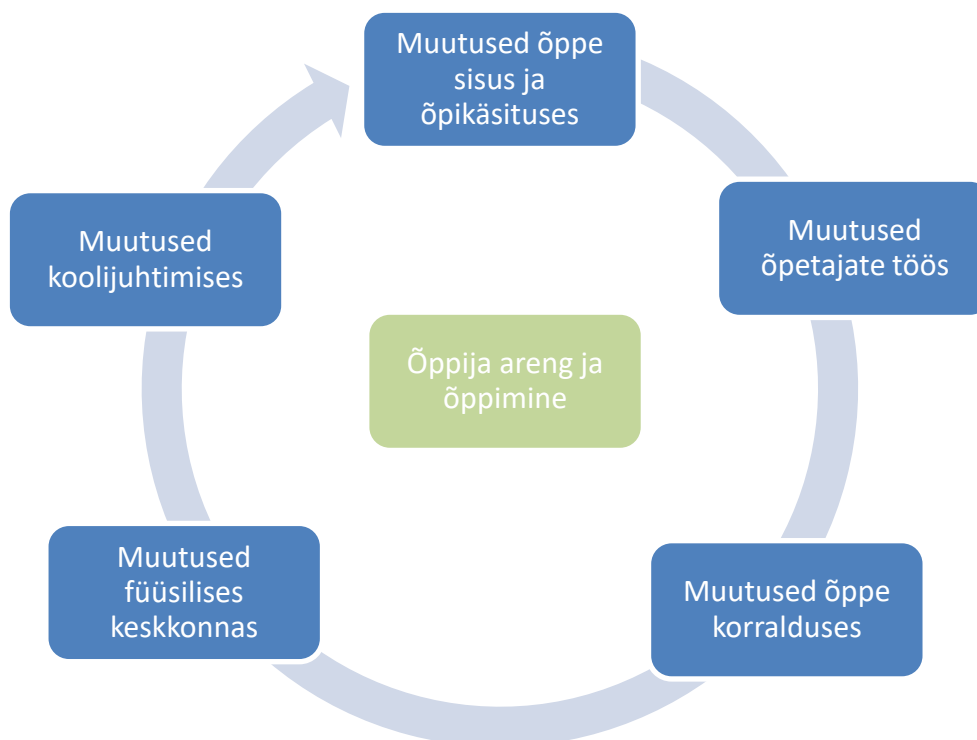 Muutused õppe
sisus ja
õpikäsituses
Muutused
õpetajate töös
Muutused õppe
korralduses
Muutused
füüsilises
keskkonnas
Muutused
koolijuhtimises
Õppija areng ja
õppimine